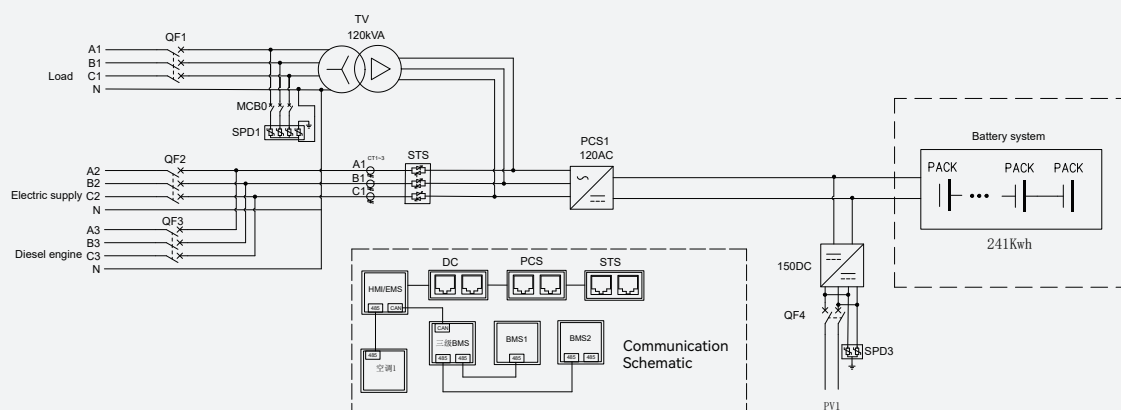 TV
120kVA
QF1
A1
B1
C1
N
Load
MCB0
SPD1
QF2
A2
B2
C2
N
Electric supply
QF3
A3
B3
C3
N
Diesel engine
CT1~3
A1
B1
C1
STS
PCS1
120AC
Battery system
PACK
PACK
PACK
241Kwh
150DC
QF4
SPD3
PV1
DC
PCS
STS
HMI/EMS
485
CAN
CAN
三级BMS
485
485
BMS1
485
BMS2
485
485
485
空调1
Communication
Schematic